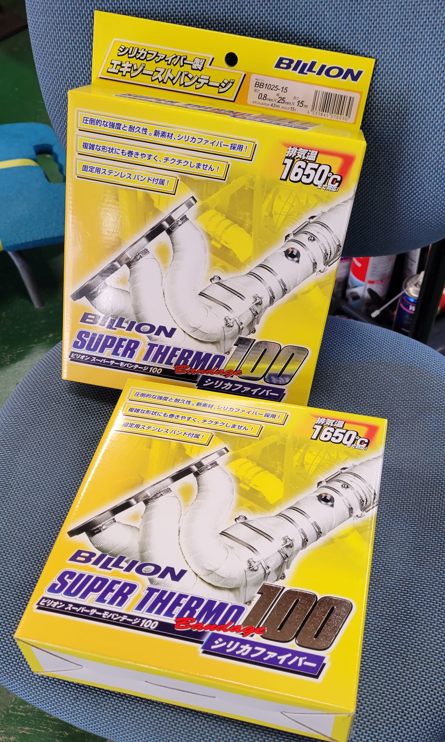 シリカファイバー製
エキゾーストバンテージ
BILLION
BB1025-15
0.8mm 25mm 15m
圧倒的な強度と耐久性。新素材、シリカファイバー採用!
複雑な形状にも巻きやすく、チクチクしません!
固定用ステンレスバンド付属!
排気温
1650℃
BILLION
SUPER THERMO 100
Bandage
ビリオン スーパーサーモバンテージ100
シリカファイバー
圧倒的な強度と耐久性。新素材、シリカファイバー採用!
複雑な形状にも巻きやすく、チクチクしません!
固定用ステンレスバンド付属!
排気温
1650℃
BILLION
SUPER THERMO 100
Bandage
ビリオン スーパーサーモバンテージ100
シリカファイバー